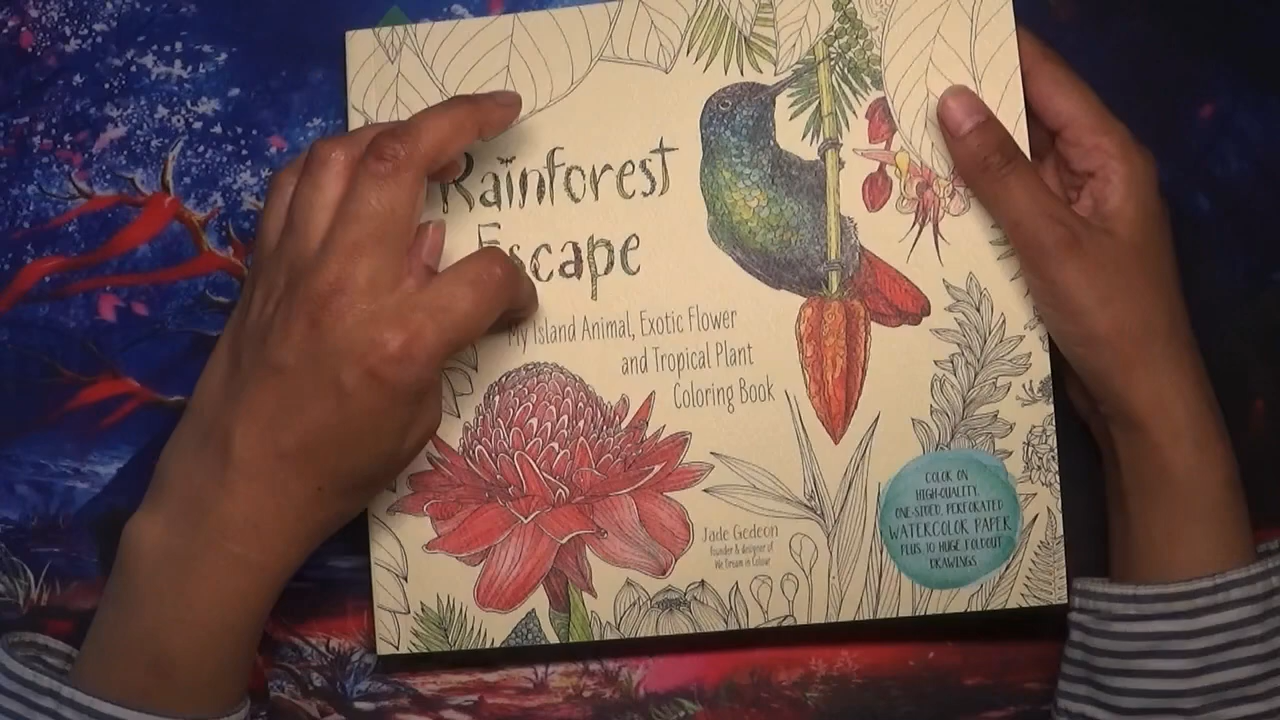 Rainforest
Escape
My Island Animal, Exotic Flower
and Tropical Plant
Coloring Book
Jade Gedeon
founder & designer of
We Dream in Colour
COLOR ON
HIGH-QUALITY,
ONE-SIDED, PERFORATED
WATERCOLOR PAPER
PLUS 10 HUGE FOLDOUT
DRAWINGS